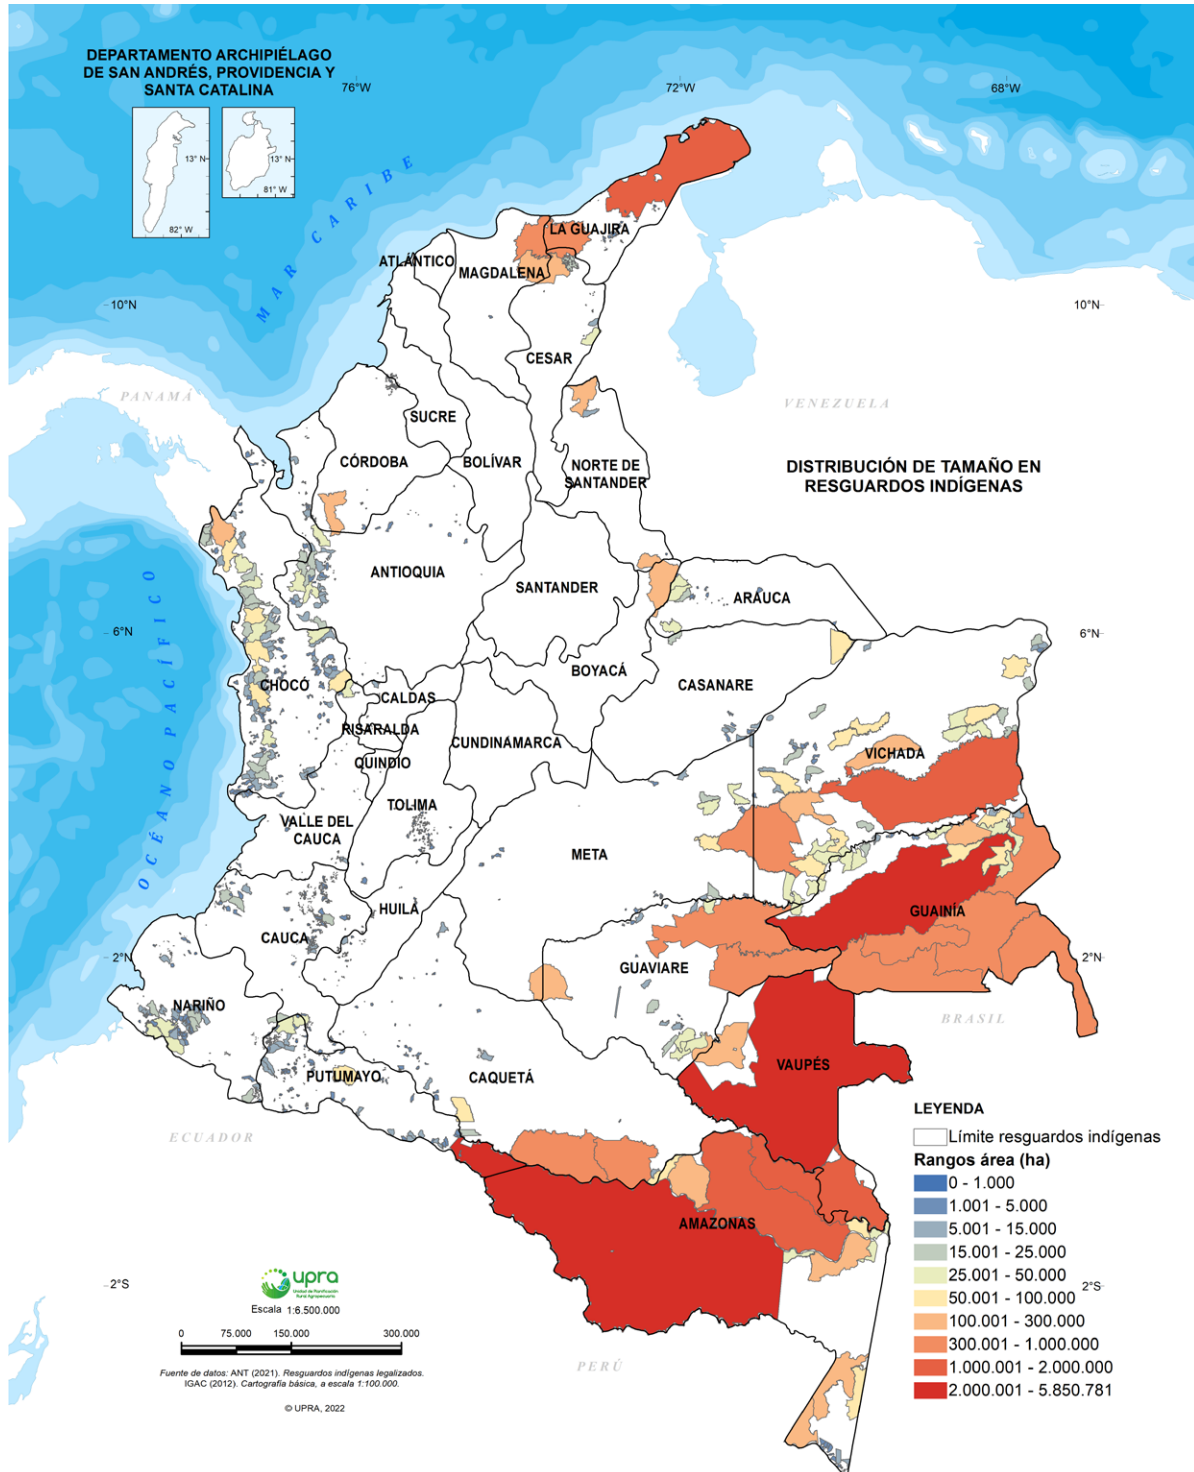 DEPARTAMENTO ARCHIPIÉLAGO
DE SAN ANDRÉS, PROVIDENCIA Y
SANTA CATALINA
76°W
72°W
68°W
13° N
82° W
13° N
81° W
MAR CARIBE
LA GUAJIRA
ATLÁNTICO
MAGDALENA
10°N
10°N
CESAR
PANAMÁ
VENEZUELA
SUCRE
CÓRDOBA
BOLÍVAR
NORTE DE
SANTANDER
DISTRIBUCIÓN DE TAMAÑO EN
RESGUARDOS INDÍGENAS
ANTIOQUIA
SANTANDER
ARAUCA
OCÉANO PACÍFICO
6°N
6°N
BOYACÁ
CHOCÓ
CASANARE
CALDAS
RISARALDA
CUNDINAMARCA
VICHADA
QUINDIO
TOLIMA
VALLE DEL
CAUCA
META
HUILA
GUAINÍA
CAUCA
2°N
2°N
GUAVIARE
NARIÑO
BRASIL
VAUPÉS
PUTUMAYO
CAQUETÁ
ECUADOR
AMAZONAS
PERÚ
2°S
2°S
LEYENDA
Límite resguardos indígenas
Rangos área (ha)
0 - 1.000
1.001 - 5.000
5.001 - 15.000
15.001 - 25.000
25.001 - 50.000
50.001 - 100.000
100.001 - 300.000
300.001 - 1.000.000
1.000.001 - 2.000.000
2.000.001 - 5.850.781
upra
Unidad de Planificación
Rural Agropecuaria
Escala 1:6.500.000
0 75.000 150.000 300.000
Fuente de datos: ANT (2021). Resguardos indígenas legalizados.
IGAC (2012). Cartografía básica, a escala 1:100.000.
© UPRA, 2022